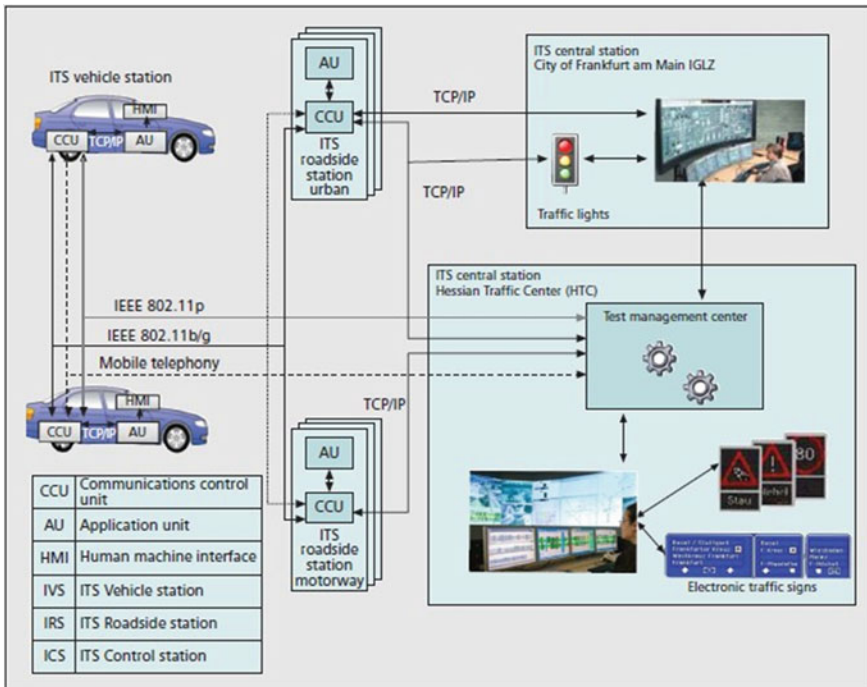 ITS vehicle station
HMI
CCU
TCP/IP
AU
AU
CCU
ITS
roadside
station
urban
TCP/IP
TCP/IP
ITS central station
City of Frankfurt am Main IGLZ
Traffic lights
ITS central station
Hessian Traffic Center (HTC)
Test management center
IEEE 802.11p
IEEE 802.11b/g
Mobile telephony
TCP/IP
HMI
CCU
TCP/IP
AU
AU
CCU
ITS
roadside
station
motorway
80
Stau
Electronic traffic signs
CCU Communications control unit
AU Application unit
HMI Human machine interface
IVS ITS Vehicle station
IRS ITS Roadside station
ICS ITS Control station